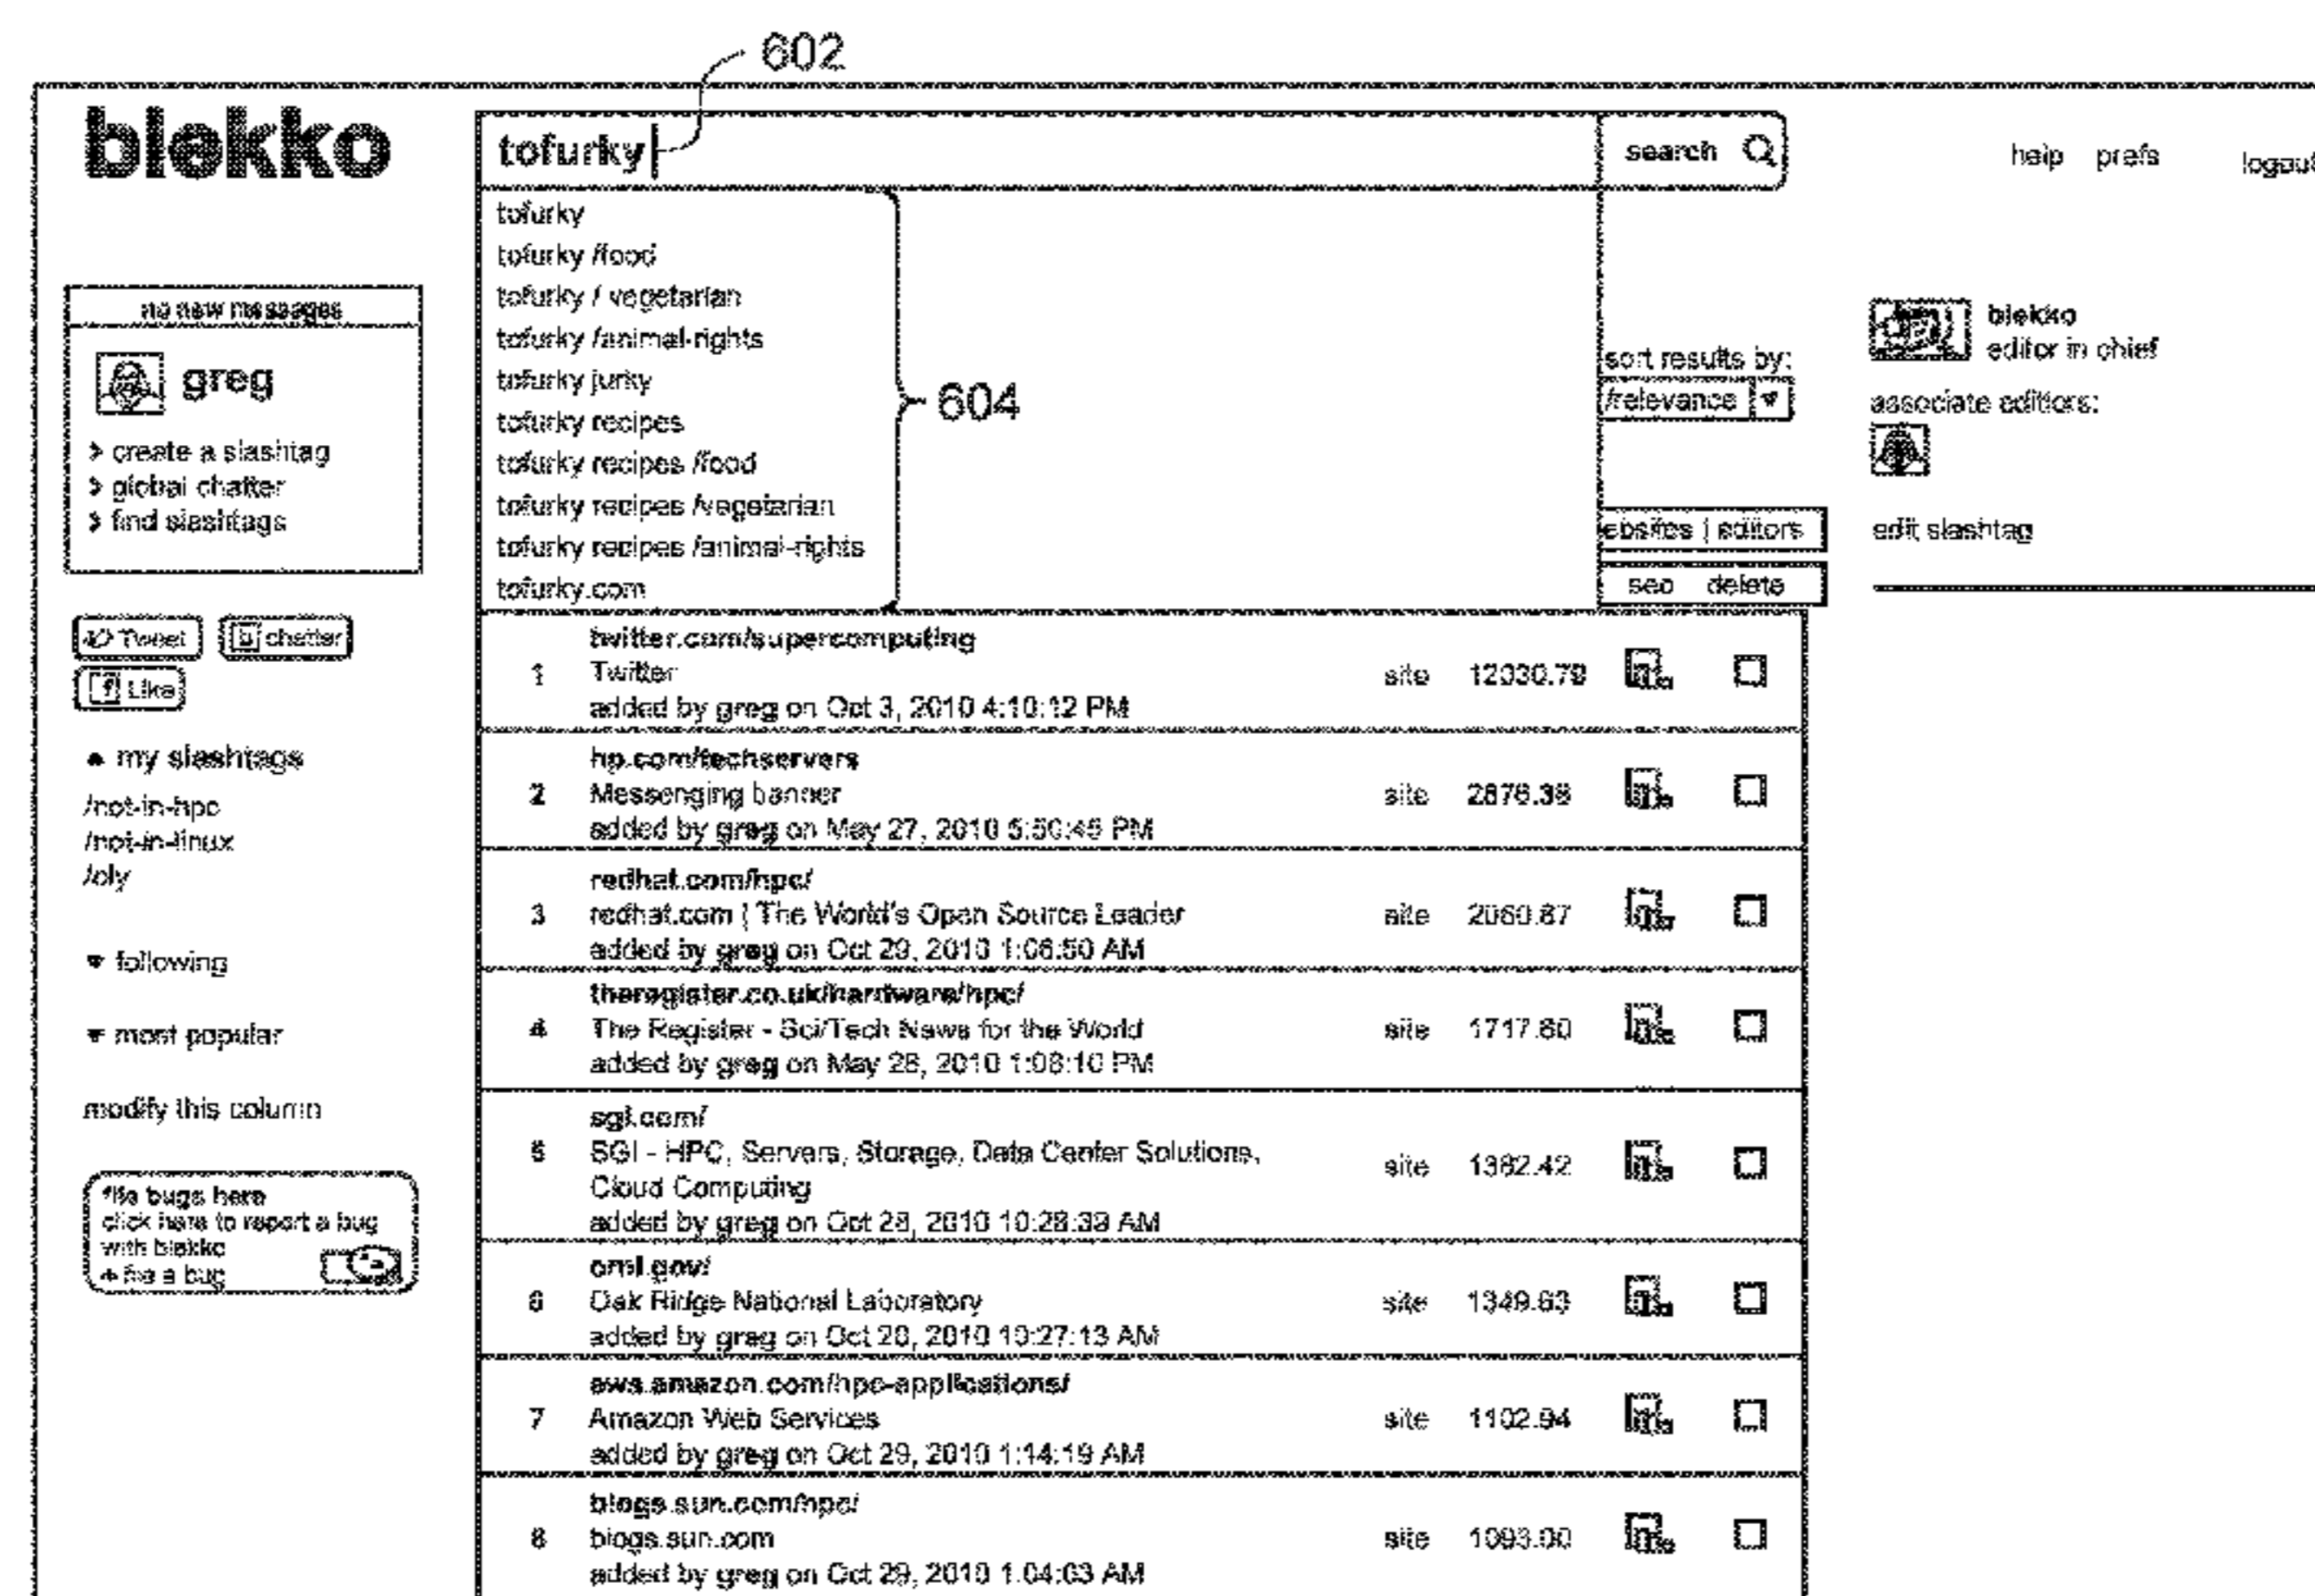 602
blekko
tofurky
search
help prefs logout
tofurky
tofurky /food
tofurky / vegetarian
tofurky /animal-rights
tofurky jurky
tofurky recipes
tofurky recipes /food
tofurky recipes /vegetarian
tofurky recipes /animal-rights
tofurky.com
604
no new messages
greg
> create a slashtag
> global chatter
> find slashtags
Tweet
chatter
Like
my slashtags
/not-in-hpc
/not-in-linux
/oly
following
most popular
modify this column
file bugs here
click here to report a bug
with blekko
file a bug
sort results by:
/relevance
ebsites | editors
seo delete
blekko
editor in chief
associate editiors:
edit slashtag
twitter.com/supercomputing
1 Twitter site
added by greg on Oct 3, 2010 4:10:12 PM
hp.com/techservers
2 Messenging banner site 2876.38
added by greg on May 27, 2010
redhat.com/hpc/
3 redhat.com | The World's Open Source Leader site 2060.87
added by greg on Oct 29, 2010 1:06:50 AM
theregister.co.uk/hardware/hpc/
4 The Register - Sci/Tech News for the World site 1717.60
added by greg on May 28, 2010 1:08:10 PM
sgi.com/
5 SGI - HPC, Servers, Storage, Data Center Solutions, site 1382.42
Cloud Computing
added by greg on Oct 28, 2010 10:28:39 AM
ornl.gov/
6 Oak Ridge National Laboratory site 1349.63
added by greg on Oct 28, 2010 10:27:13 AM
aws.amazon.com/hpc-applications/
7 Amazon Web Services site 1102.94
added by greg on Oct 29, 2010 1:14:19 AM
blogs.sun.com/hpc/
8 blogs.sun.com site 1093.00
added by greg on Oct 29, 2010 1:04:03 AM